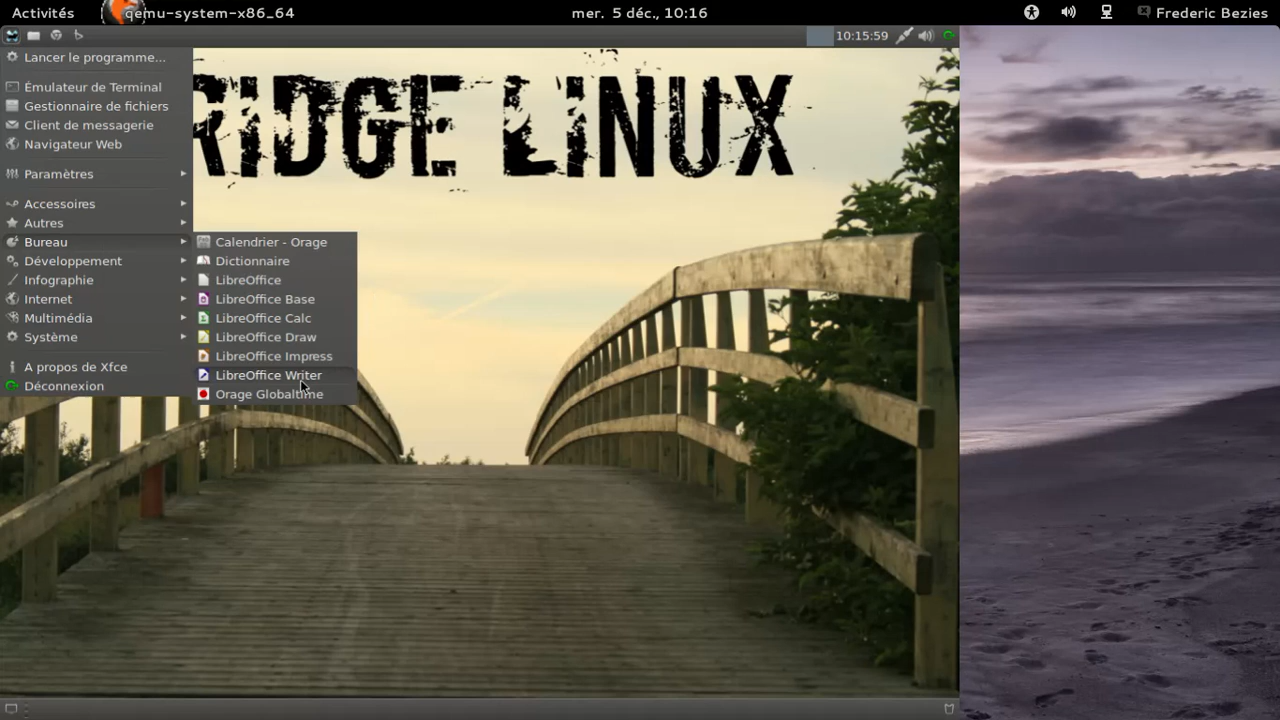 Activités
qemu-system-x86_64
mer. 5 déc., 10:16
Frederic Bezies
10:15:59
RIDGE LINUX
Lancer le programme...
Émulateur de Terminal
Gestionnaire de fichiers
Client de messagerie
Navigateur Web
Paramètres
Accessoires
Autres
Bureau
Développement
Infographie
Internet
Multimédia
Système
A propos de Xfce
Déconnexion
Calendrier - Orage
Dictionnaire
LibreOffice
LibreOffice Base
LibreOffice Calc
LibreOffice Draw
LibreOffice Impress
LibreOffice Writer
Orage Globaltime